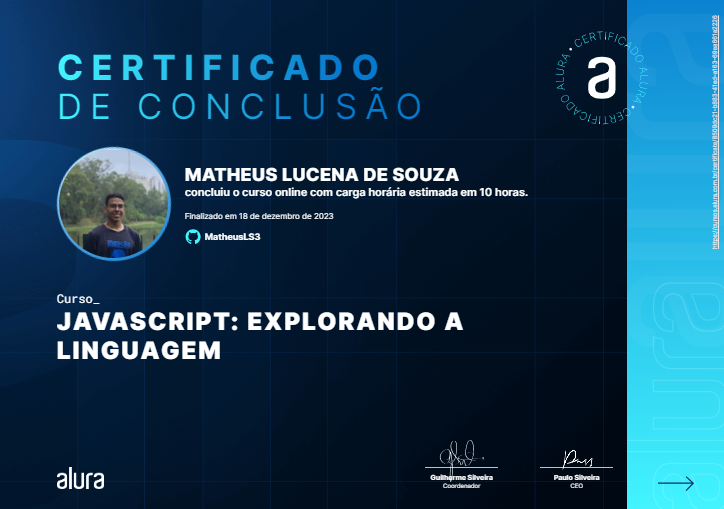 CERTIFICADO
DE CONCLUSÃO
CERTIFICADO ALURA • CERTIFICADO ALURA •
a
MATHEUS LUCENA DE SOUZA
concluiu o curso online com carga horária estimada em 10 horas.
Finalizado em 18 de dezembro de 2023
MatheusLS3
Curso_
JAVASCRIPT: EXPLORANDO A
LINGUAGEM
alura
Guilherme Silveira
Coordenador
Paulo Silveira
CEO
alura